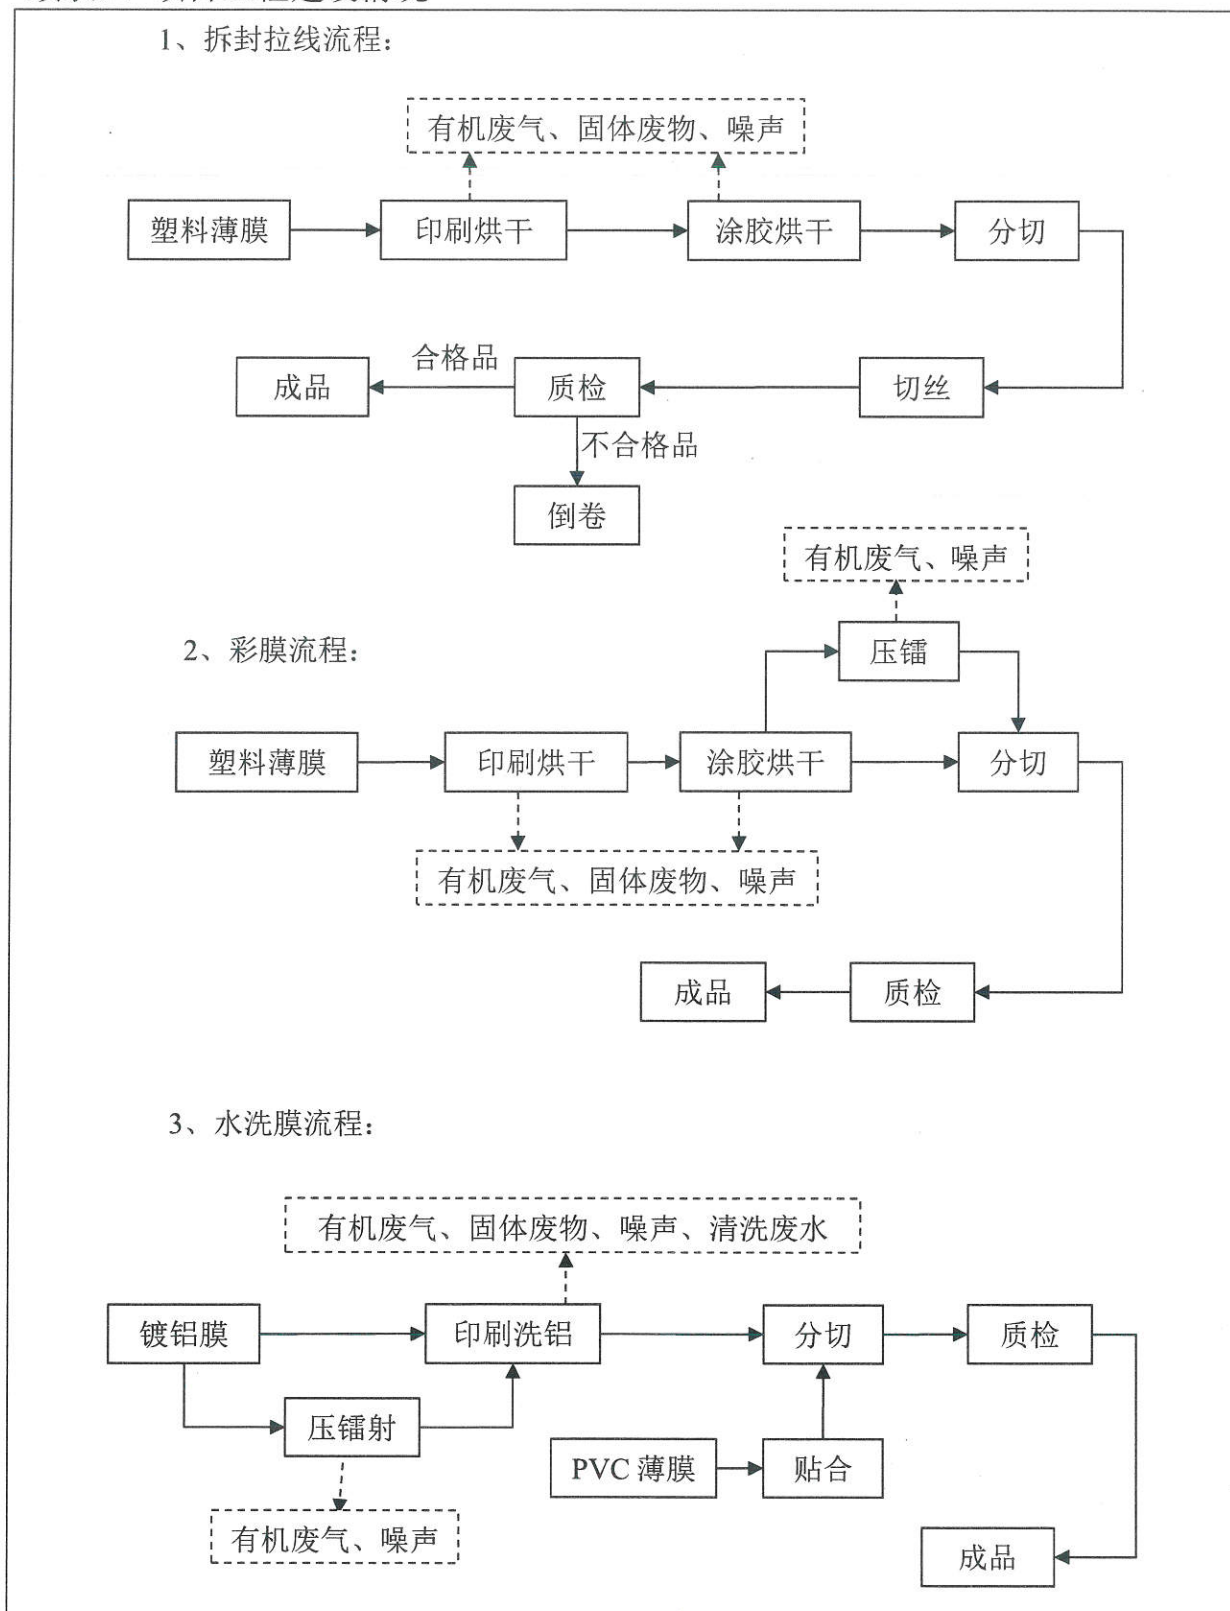 1、拆封拉线流程：
有机废气、固体废物、噪声
塑料薄膜
印刷烘干
涂胶烘干
分切
成品
合格品
质检
切丝
不合格品
倒卷
有机废气、噪声
2、彩膜流程：
压镭
塑料薄膜
印刷烘干
涂胶烘干
分切
有机废气、固体废物、噪声
成品
质检
3、水洗膜流程：
有机废气、固体废物、噪声、清洗废水
镀铝膜
印刷洗铝
分切
质检
压镭射
PVC 薄膜
贴合
有机废气、噪声
成品